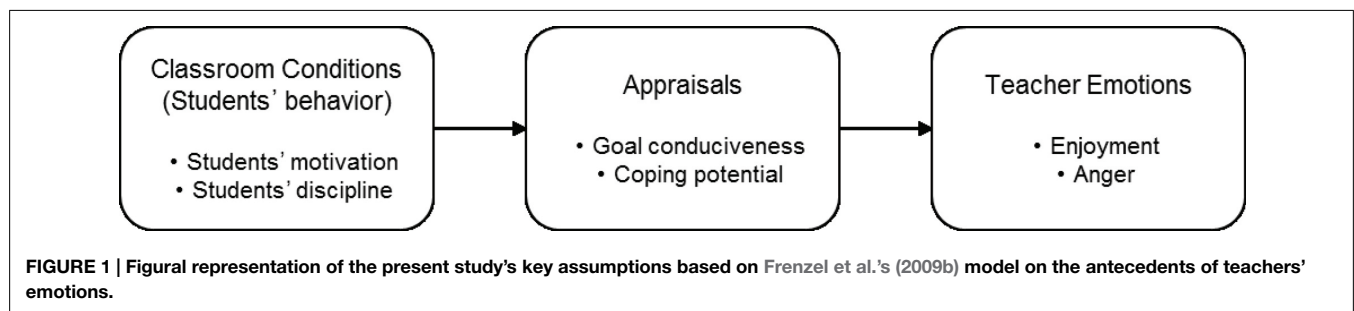 Classroom Conditions
(Students' behavior)
• Students' motivation
• Students' discipline
Appraisals
• Goal conduciveness
• Coping potential
Teacher Emotions
• Enjoyment
• Anger
FIGURE 1 | Figural representation of the present study's key assumptions based on Frenzel et al.'s (2009b) model on the antecedents of teachers'
emotions.